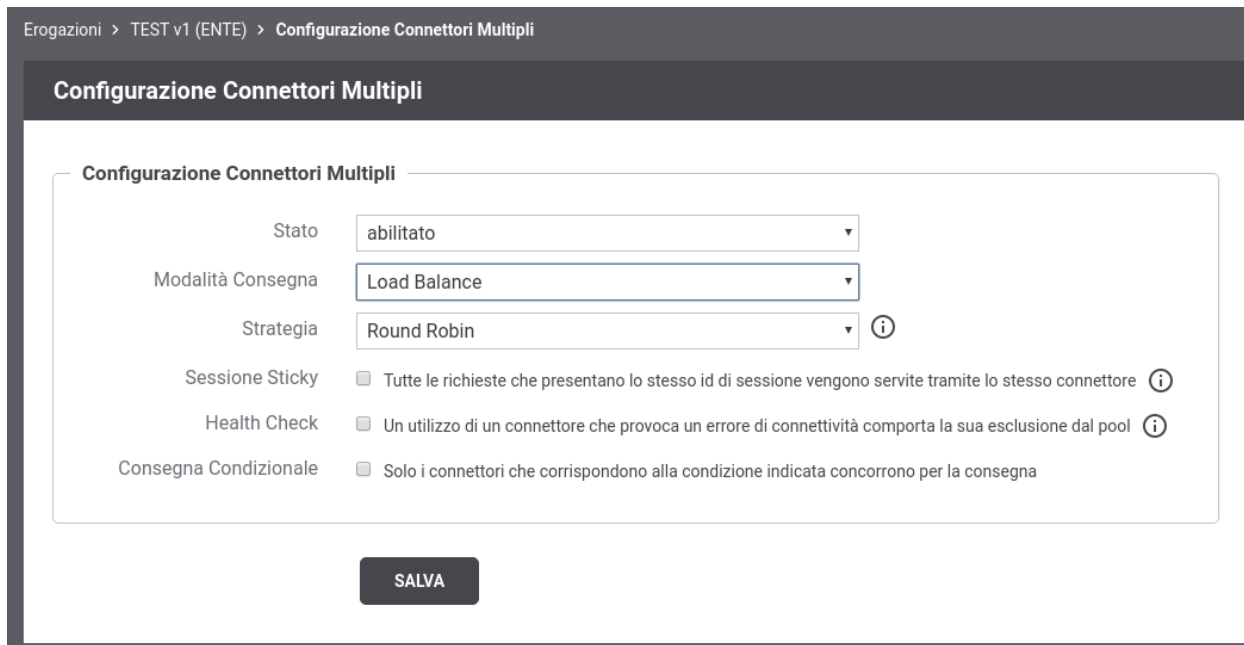 Erogazioni > TEST v1 (ENTE) > Configurazione Connettori Multipli
Configurazione Connettori Multipli
Configurazione Connettori Multipli
Stato abilitato
Modalità Consegna Load Balance
Strategia Round Robin
Sessione Sticky Tutte le richieste che presentano lo stesso id di sessione vengono servite tramite lo stesso connettore
Health Check Un utilizzo di un connettore che provoca un errore di connettività comporta la sua esclusione dal pool
Consegna Condizionale Solo i connettori che corrispondono alla condizione indicata concorrono per la consegna
SALVA